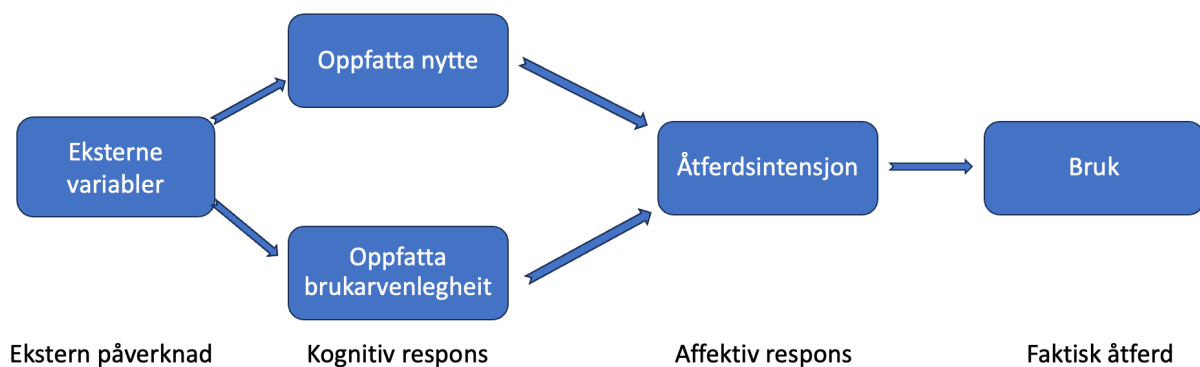 Oppfatta nytte
Eksterne
variabler
Åtferdsintensjon
Bruk
Oppfatta
brukarvenlegheit
Ekstern påverknad
Kognitiv respons
Affektiv respons
Faktisk åtferd